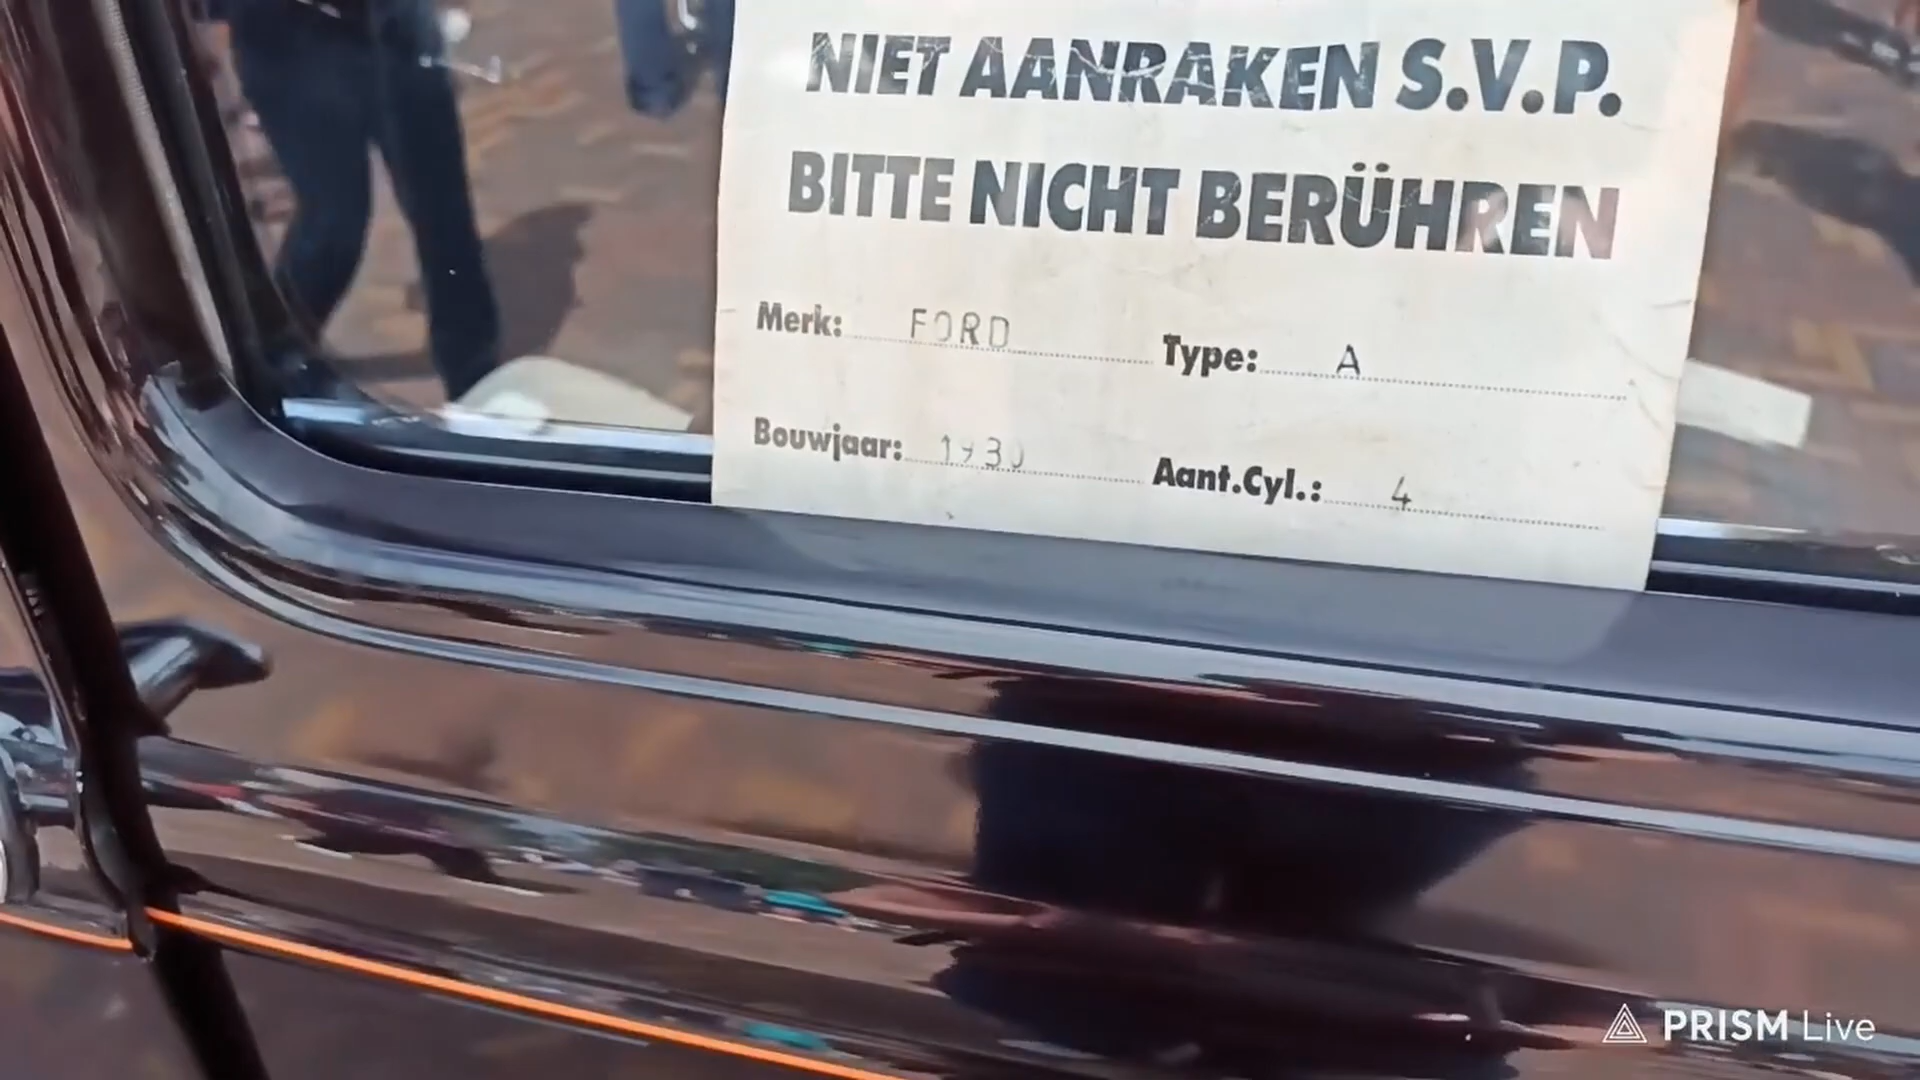 NIET AANRAKEN S.V.P.
BITTE NICHT BERÜHREN
Merk: FORD Type: A
Bouwjaar: 1930 Aant.Cyl.: 4
PRISM Live